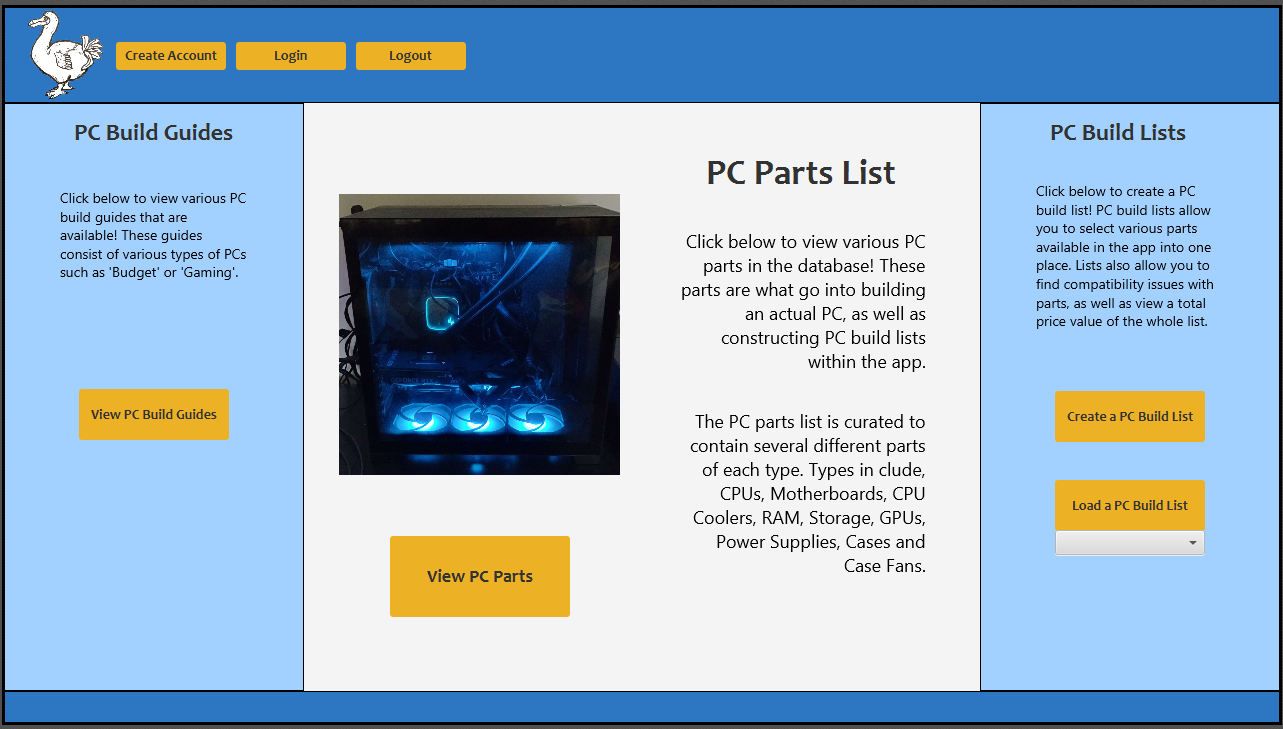 Create Account
Login
Logout
PC Build Guides
Click below to view various PC
build guides that are
available! These guides
consist of various types of PCs
such as 'Budget' or 'Gaming'.
View PC Build Guides
PC Parts List
Click below to view various PC
parts in the database! These
parts are what go into building
an actual PC, as well as
constructing PC build lists
within the app.
The PC parts list is curated to
contain several different parts
of each type. Types in clude,
CPUs, Motherboards, CPU
Coolers, RAM, Storage, GPUs,
Power Supplies, Cases and
Case Fans.
View PC Parts
PC Build Lists
Click below to create a PC
build list! PC build lists allow
you to select various parts
available in the app into one
place. Lists also allow you to
find compatibility issues with
parts, as well as view a total
price value of the whole list.
Create a PC Build List
Load a PC Build List